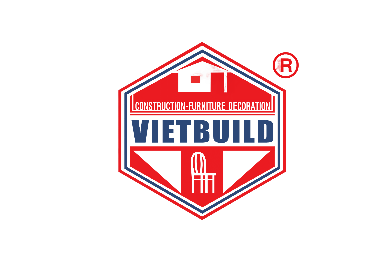 ®
CONSTRUCTION-FURNITURE DECORATION
VIETBUILD